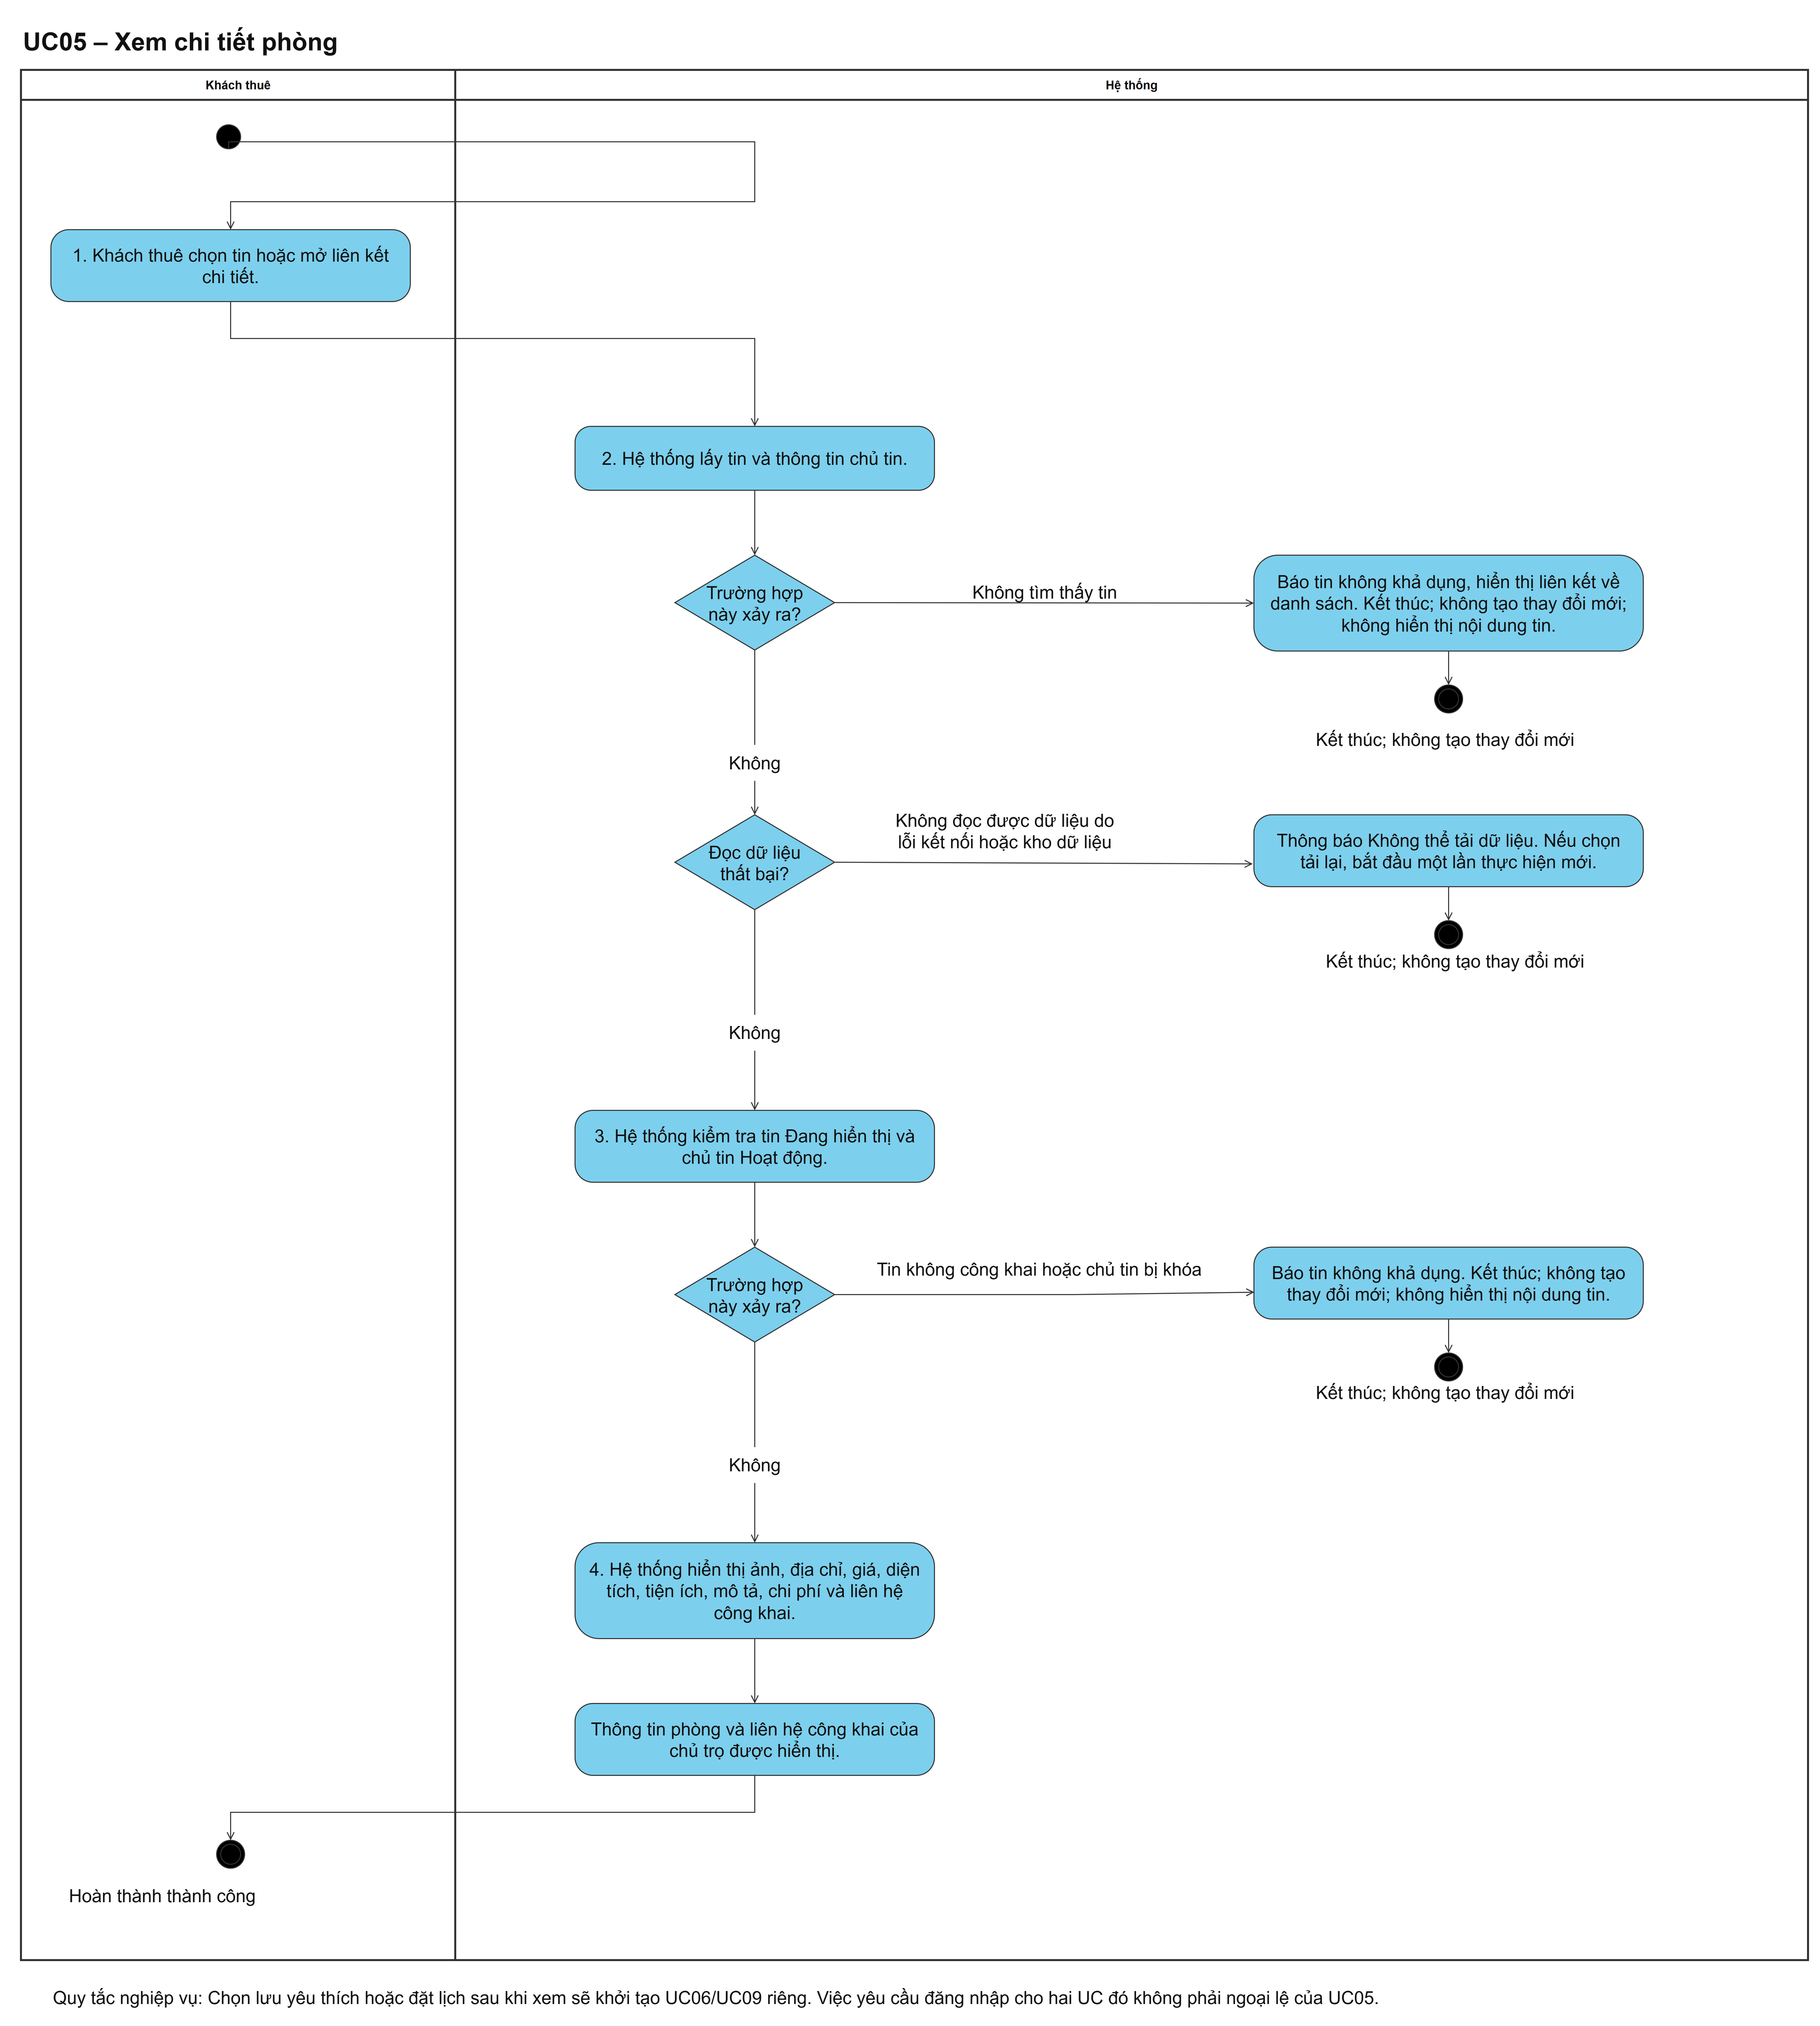 UC05 – Xem chi tiết phòng
Khách thuê
Hệ thống
1. Khách thuê chọn tin hoặc mở liên kết
chi tiết.
2. Hệ thống lấy tin và thông tin chủ tin.
Trường hợp
này xảy ra?
Không tìm thấy tin
Báo tin không khả dụng, hiển thị liên kết về
danh sách. Kết thúc; không tạo thay đổi mới;
không hiển thị nội dung tin.
Kết thúc; không tạo thay đổi mới
Không
Đọc dữ liệu
thất bại?
Không đọc được dữ liệu do
lỗi kết nối hoặc kho dữ liệu
Thông báo Không thể tải dữ liệu. Nếu chọn
tải lại, bắt đầu một lần thực hiện mới.
Kết thúc; không tạo thay đổi mới
Không
3. Hệ thống kiểm tra tin Đang hiển thị và
chủ tin Hoạt động.
Trường hợp
này xảy ra?
Tin không công khai hoặc chủ tin bị khóa
Báo tin không khả dụng. Kết thúc; không tạo
thay đổi mới; không hiển thị nội dung tin.
Kết thúc; không tạo thay đổi mới
Không
4. Hệ thống hiển thị ảnh, địa chỉ, giá, diện
tích, tiện ích, mô tả, chi phí và liên hệ
công khai.
Thông tin phòng và liên hệ công khai của
chủ trọ được hiển thị.
Hoàn thành thành công
Quy tắc nghiệp vụ: Chọn lưu yêu thích hoặc đặt lịch sau khi xem sẽ khởi tạo UC06/UC09 riêng. Việc yêu cầu đăng nhập cho hai UC đó không phải ngoại lệ của UC05.